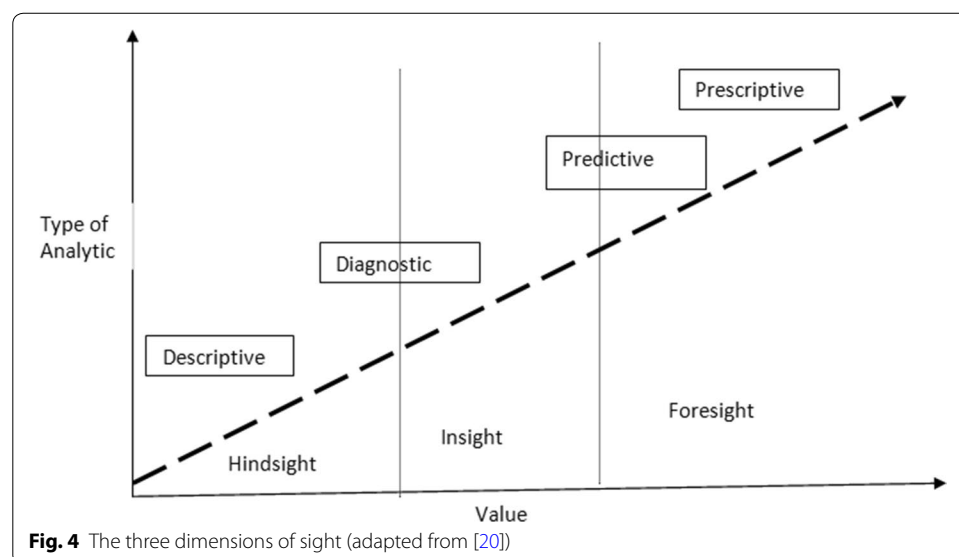 Prescriptive
Predictive
Type of
Analytic
Diagnostic
Descriptive
Foresight
Insight
Hindsight
Value
Fig. 4 The three dimensions of sight (adapted from [20])